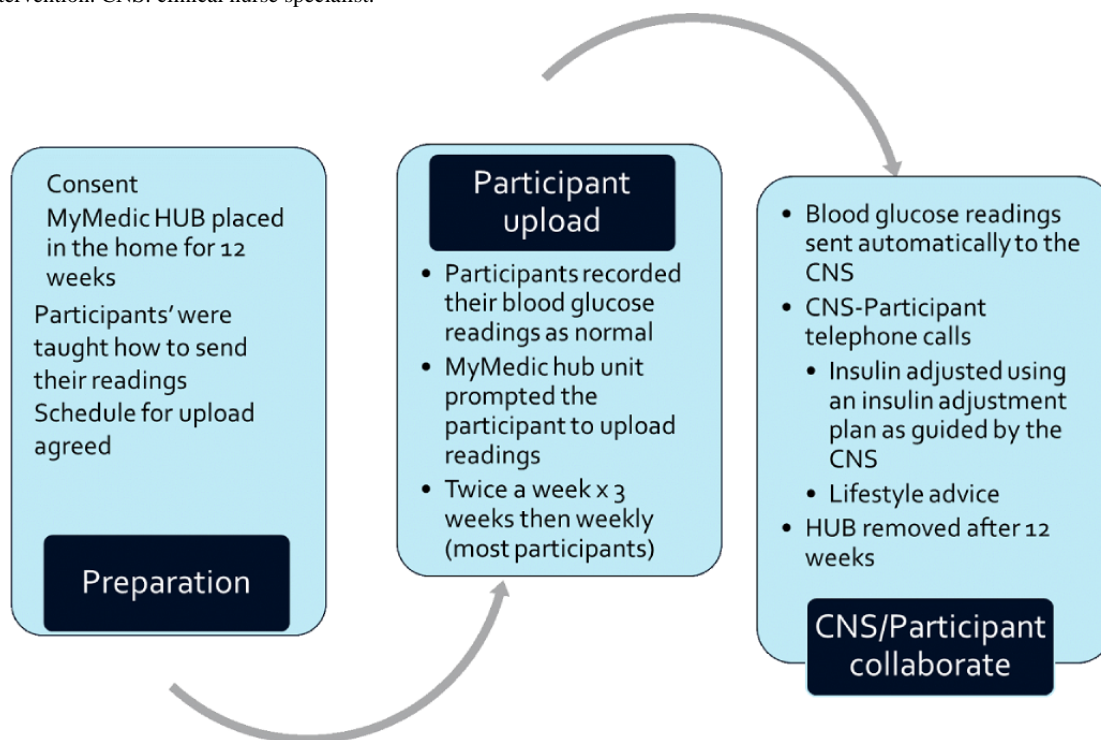 CNS: clinical nurse specialist.
Consent
MyMedic HUB placed
in the home for 12
weeks
Participants’ were
taught how to send
their readings
Schedule for upload
agreed
Preparation
Participant
upload
• Participants recorded
their blood glucose
readings as normal
• MyMedic hub unit
prompted the
participant to upload
readings
• Twice a week x 3
weeks then weekly
(most participants)
• Blood glucose readings
sent automatically to the
CNS
• CNS-Participant
telephone calls
• Insulin adjusted using
an insulin adjustment
plan as guided by the
CNS
• Lifestyle advice
• HUB removed after 12
weeks
CNS/Participant
collaborate